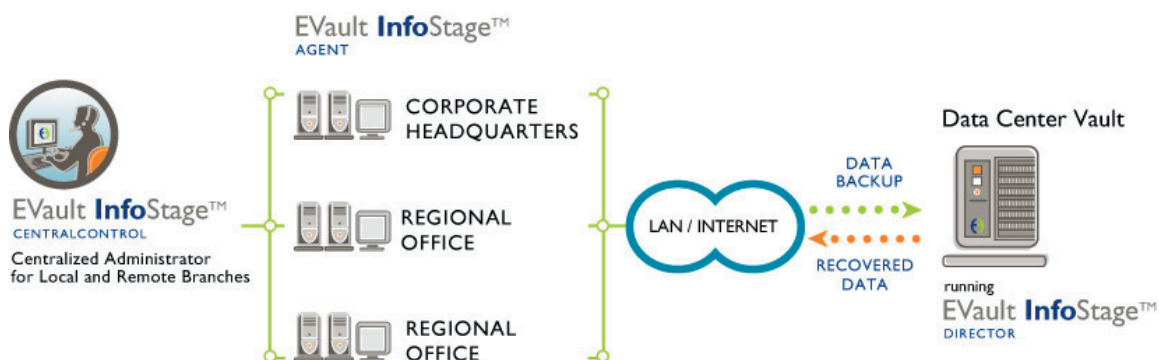 EVault InfoStage™
AGENT
EVault InfoStage™
CENTRALCONTROL
Centralized Administrator
for Local and Remote Branches
CORPORATE
HEADQUARTERS
REGIONAL
OFFICE
REGIONAL
OFFICE
LAN / INTERNET
DATA
BACKUP
RECOVERED
DATA
Data Center Vault
running
EVault InfoStage™
DIRECTOR